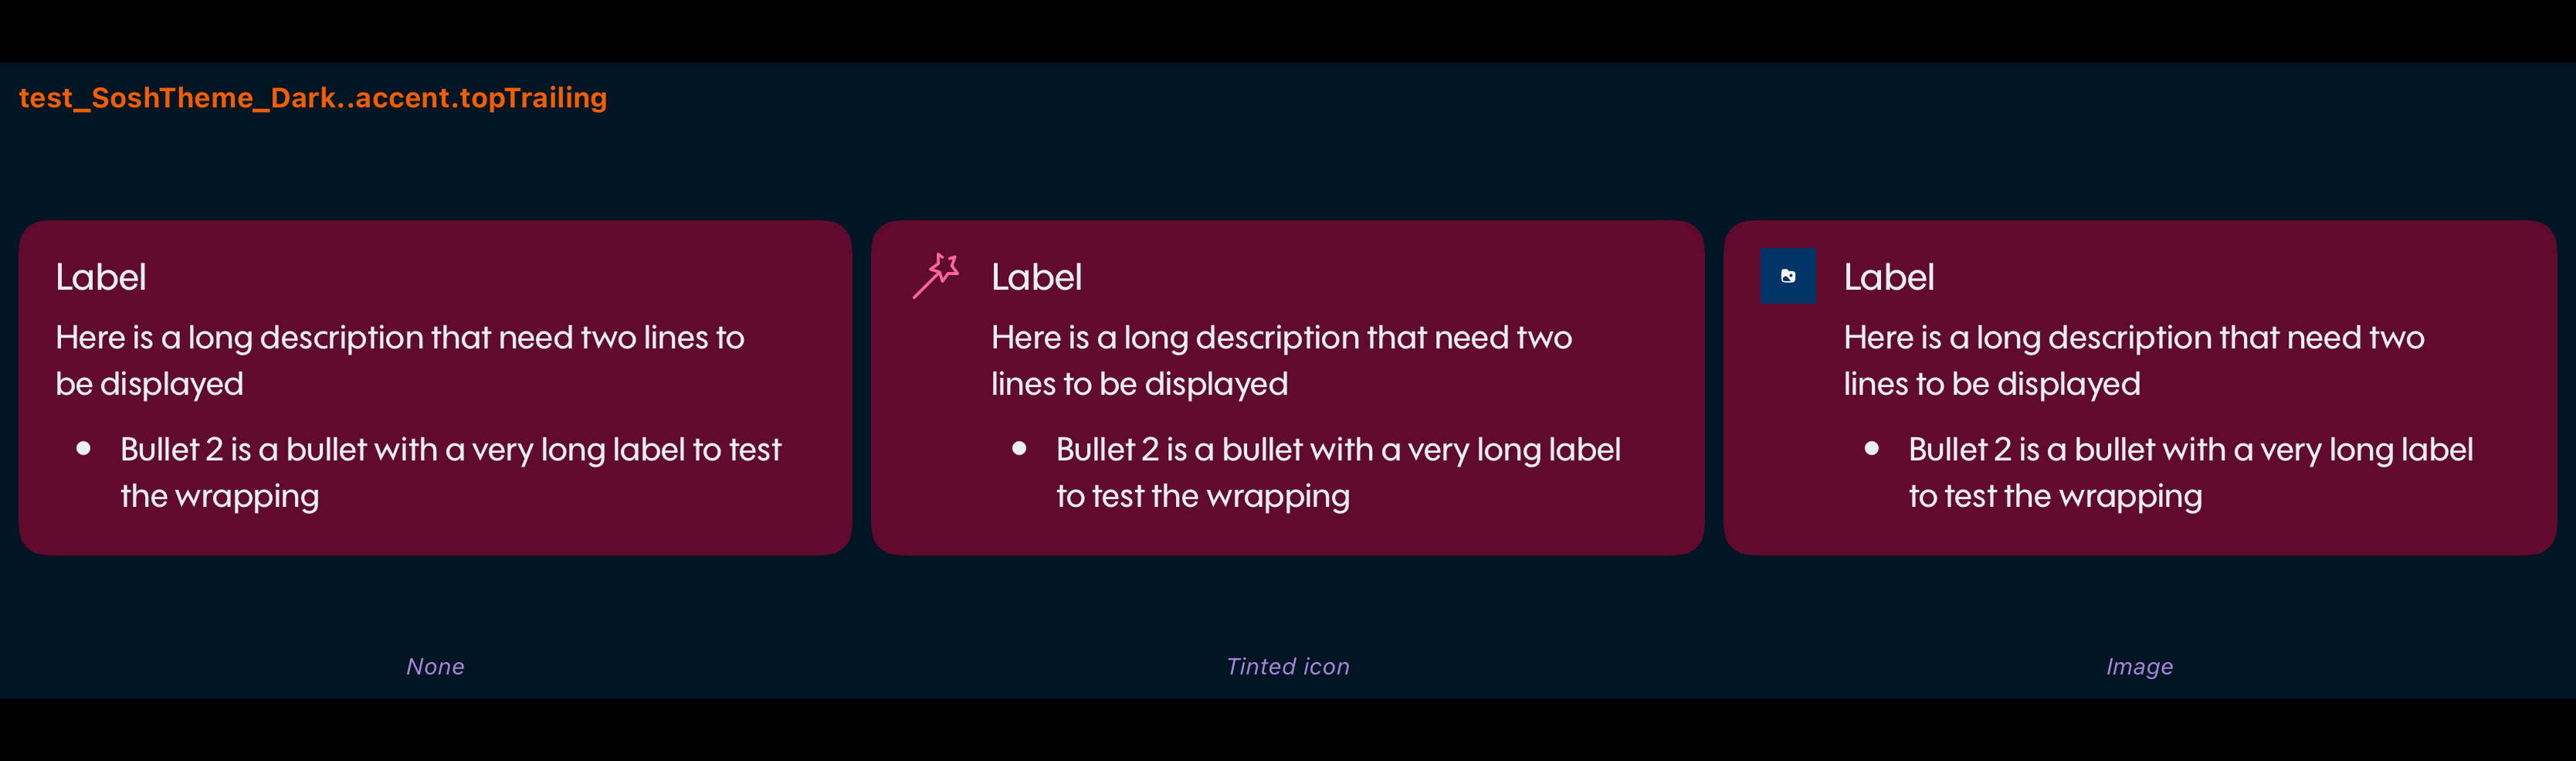 test_SoshTheme_Dark..accent.topTrailing
Label
Here is a long description that need two lines to
be displayed
• Bullet 2 is a bullet with a very long label to test
the wrapping
Label
Here is a long description that need two
lines to be displayed
• Bullet 2 is a bullet with a very long label
to test the wrapping
Label
Here is a long description that need two
lines to be displayed
• Bullet 2 is a bullet with a very long label
to test the wrapping
None
Tinted icon
Image